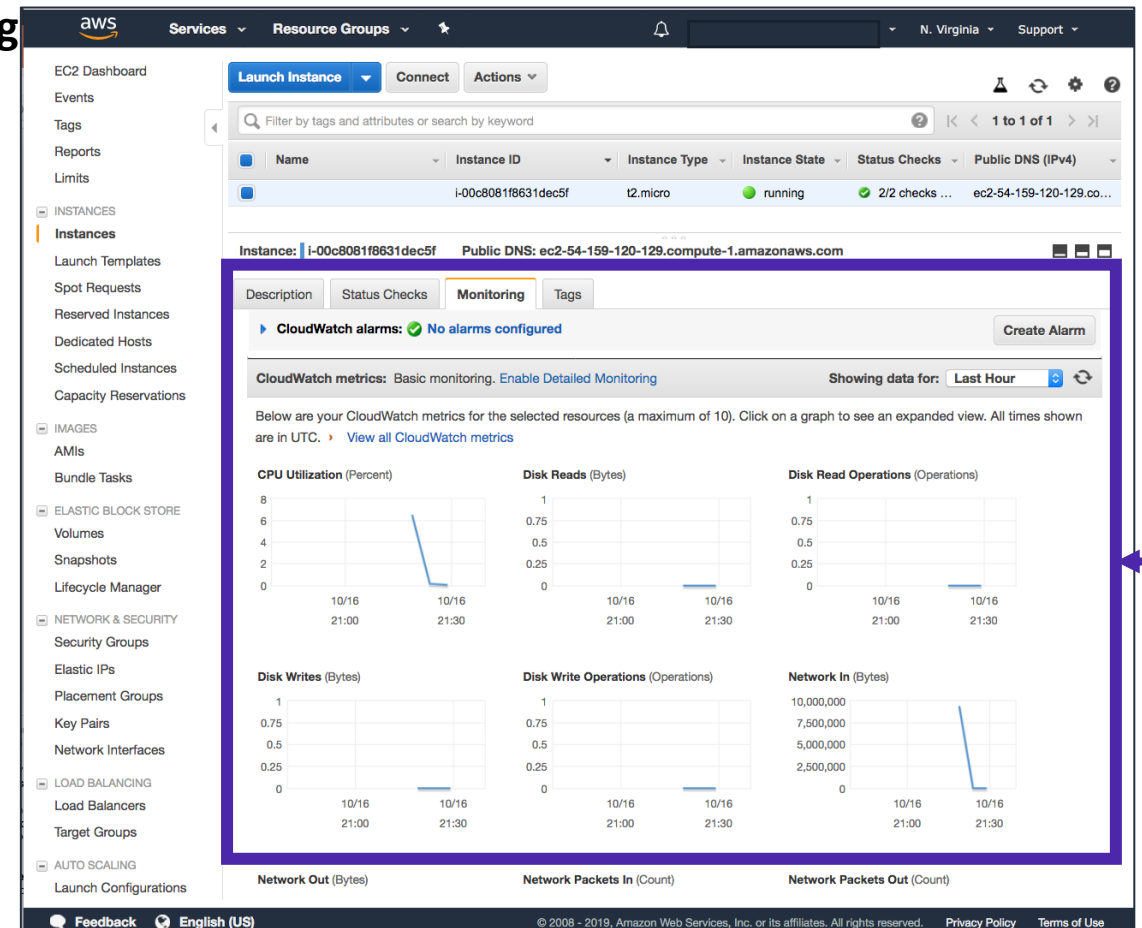 g
aws Services Resource Groups N. Virginia Support
EC2 Dashboard
Events
Tags
Reports
Limits
INSTANCES
Instances
Launch Templates
Spot Requests
Reserved Instances
Dedicated Hosts
Scheduled Instances
Capacity Reservations
IMAGES
AMIs
Bundle Tasks
ELASTIC BLOCK STORE
Volumes
Snapshots
Lifecycle Manager
NETWORK & SECURITY
Security Groups
Elastic IPs
Placement Groups
Key Pairs
Network Interfaces
LOAD BALANCING
Load Balancers
Target Groups
AUTO SCALING
Launch Configurations
Launch Instance Connect Actions
Filter by tags and attributes or search by keyword 1 to 1 of 1
Name Instance ID Instance Type Instance State Status Checks Public DNS (IPv4)
i-00c8081f8631dec5f t2.micro running 2/2 checks ... ec2-54-159-120-129.co...
Instance: i-00c8081f8631dec5f Public DNS: ec2-54-159-120-129.compute-1.amazonaws.com
Description Status Checks Monitoring Tags
CloudWatch alarms: No alarms configured Create Alarm
CloudWatch metrics: Basic monitoring. Enable Detailed Monitoring Showing data for: Last Hour
Below are your CloudWatch metrics for the selected resources (a maximum of 10). Click on a graph to see an expanded view. All times shown
are in UTC. › View all CloudWatch metrics
CPU Utilization (Percent)
8
6
4
2
0
10/16 10/16
21:00 21:30
Disk Reads (Bytes)
1
0.75
0.5
0.25
0
10/16 10/16
21:00 21:30
Disk Read Operations (Operations)
1
0.75
0.5
0.25
0
10/16 10/16
21:00 21:30
Disk Writes (Bytes)
1
0.75
0.5
0.25
0
10/16 10/16
21:00 21:30
Disk Write Operations (Operations)
1
0.75
0.5
0.25
0
10/16 10/16
21:00 21:30
Network In (Bytes)
10,000,000
7,500,000
5,000,000
2,500,000
0
10/16 10/16
21:00 21:30
Network Out (Bytes) Network Packets In (Count) Network Packets Out (Count)
Feedback English (US) © 2008 - 2019, Amazon Web Services, Inc. or its affiliates. All rights reserved. Privacy Policy Terms of Use